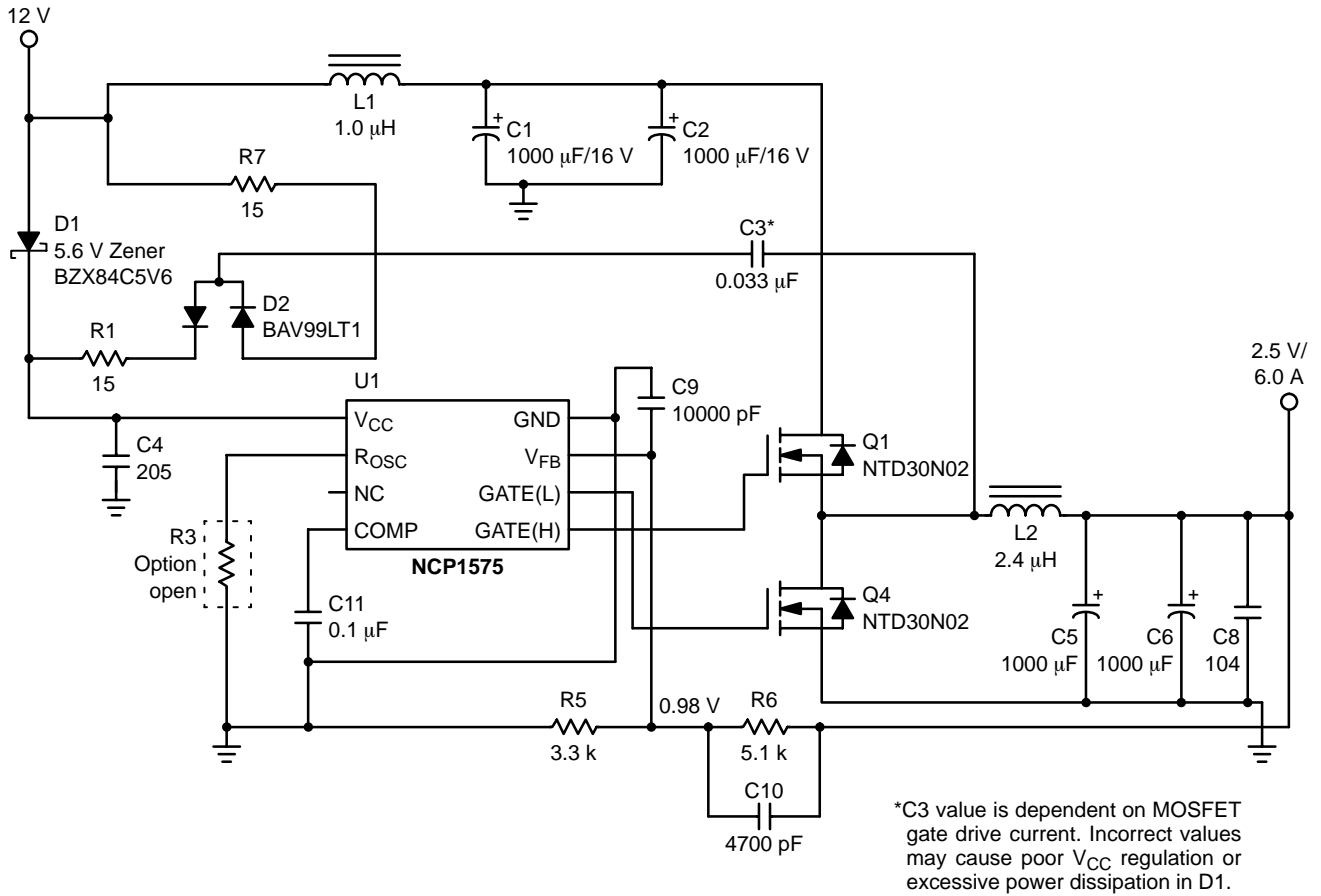 12 V
L1
1.0 μH
C1
1000 μF/16 V
C2
1000 μF/16 V
R7
15
D1
5.6 V Zener
BZX84C5V6
C3*
0.033 μF
D2
BAV99LT1
R1
15
2.5 V/
6.0 A
U1
C9
10000 pF
VCC
GND
C4
205
ROSC
VFB
Q1
NTD30N02
NC
GATE(L)
COMP
GATE(H)
NCP1575
L2
2.4 μH
R3
Option
open
C11
0.1 μF
Q4
NTD30N02
C5
1000 μF
C6
1000 μF
C8
104
R5
3.3 k
0.98 V
R6
5.1 k
C10
4700 pF
*C3 value is dependent on MOSFET
gate drive current. Incorrect values
may cause poor VCC regulation or
excessive power dissipation in D1.